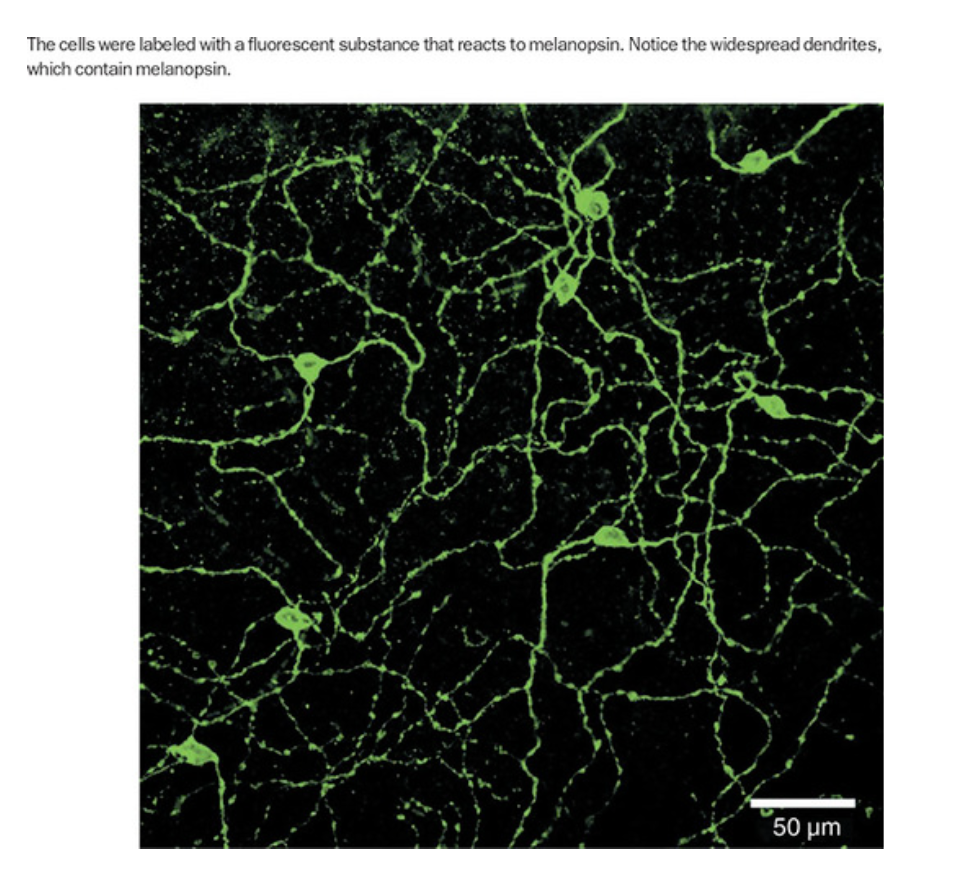 The cells were labeled with a fluorescent substance that reacts to melanopsin. Notice the widespread dendrites,
which contain melanopsin.
50 μm